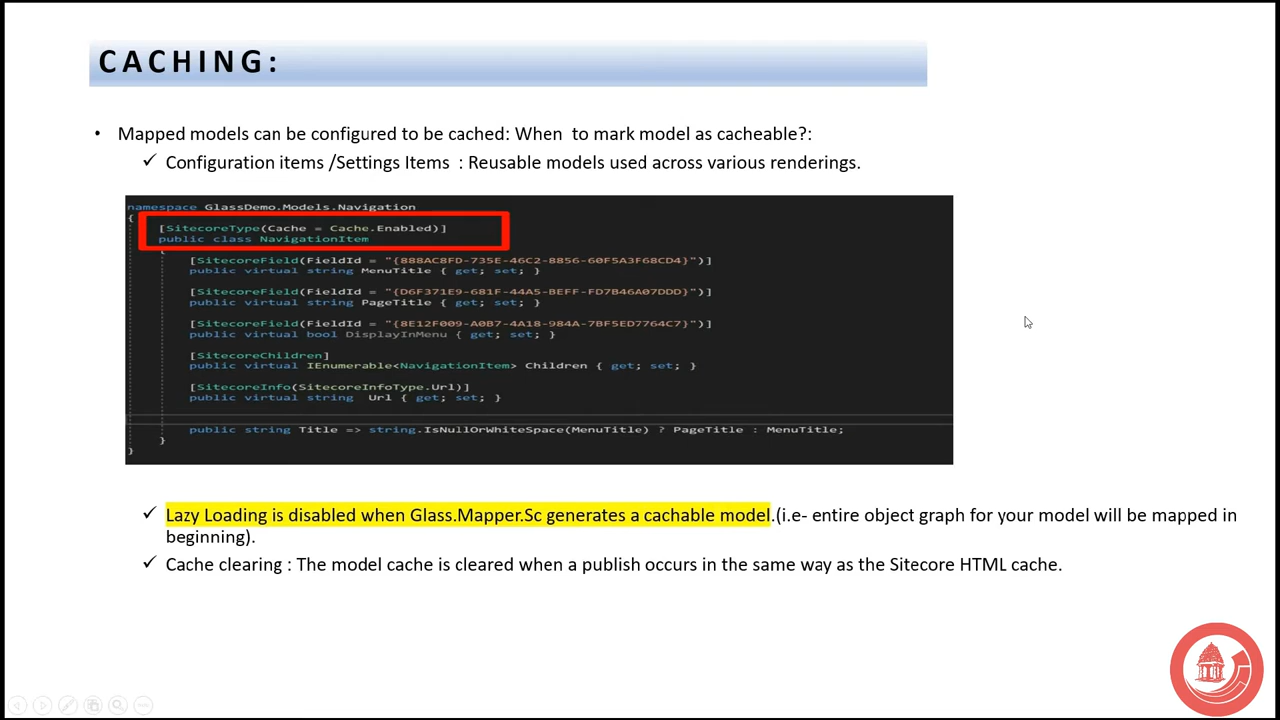 CACHING:
• Mapped models can be configured to be cached: When to mark model as cacheable?:
✓ Configuration items /Settings Items : Reusable models used across various renderings.
namespace GlassDemo.Models.Navigation
{
[SitecoreType(Cache = Cache.Enabled)]
public class NavigationItem
{
[SitecoreField(FieldId = "{888AC8FD-735E-46C2-8856-60F5A3F68CD4}")]
public virtual string MenuTitle { get; set; }
[SitecoreField(FieldId = "{D6F371E9-681F-44A5-BEFF-FD7B46A07DDD}")]
public virtual string PageTitle { get; set; }
[SitecoreField(FieldId = "{8E12F009-A0B7-4A18-984A-7BF5ED7764C7}")]
public virtual bool DisplayInMenu { get; set; }
[SitecoreChildren]
public virtual IEnumerable<NavigationItem> Children { get; set; }
[SitecoreInfo(SitecoreInfoType.Url)]
public virtual string Url { get; set; }
public string Title => string.IsNullOrWhiteSpace(MenuTitle) ? PageTitle : MenuTitle;
}
}
✓ Lazy Loading is disabled when Glass.Mapper.Sc generates a cachable model.(i.e- entire object graph for your model will be mapped in
beginning).
✓ Cache clearing : The model cache is cleared when a publish occurs in the same way as the Sitecore HTML cache.